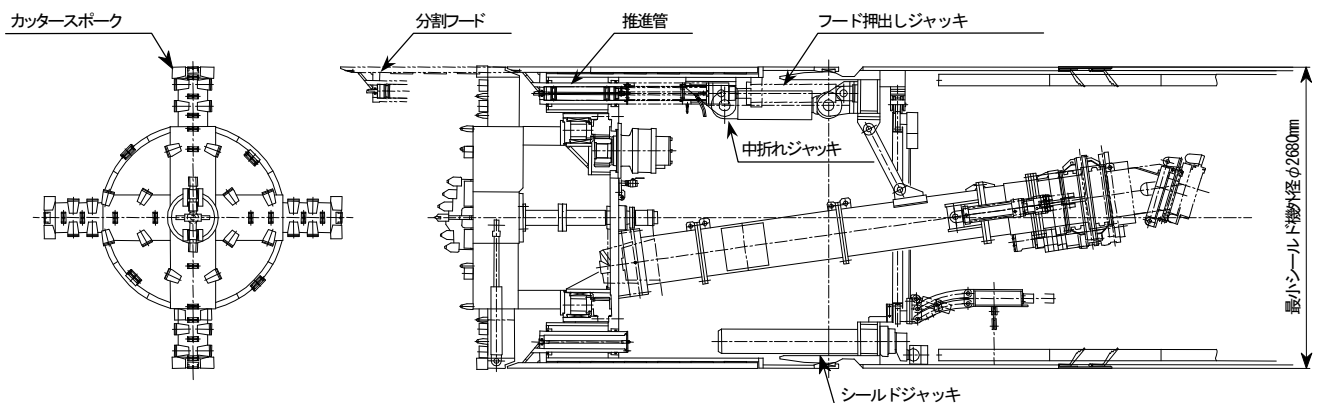 カッタースポーク
分割フード
推進管
フード押出しジャッキ
中折れジャッキ
最小シールド機外径φ2680mm
シールドジャッキ